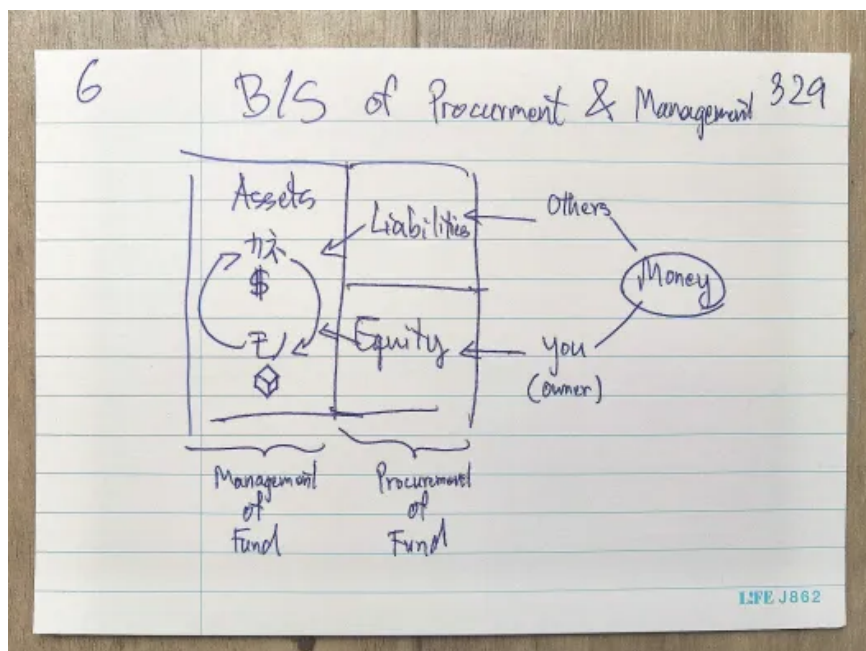 6
B/S of Procurment & Management
329
Assets
カネ
$
モノ
Liabilities
Equity
Others
Money
you
(owner)
Management
of
Fund
Procurement
of
Fund
LIFE J862